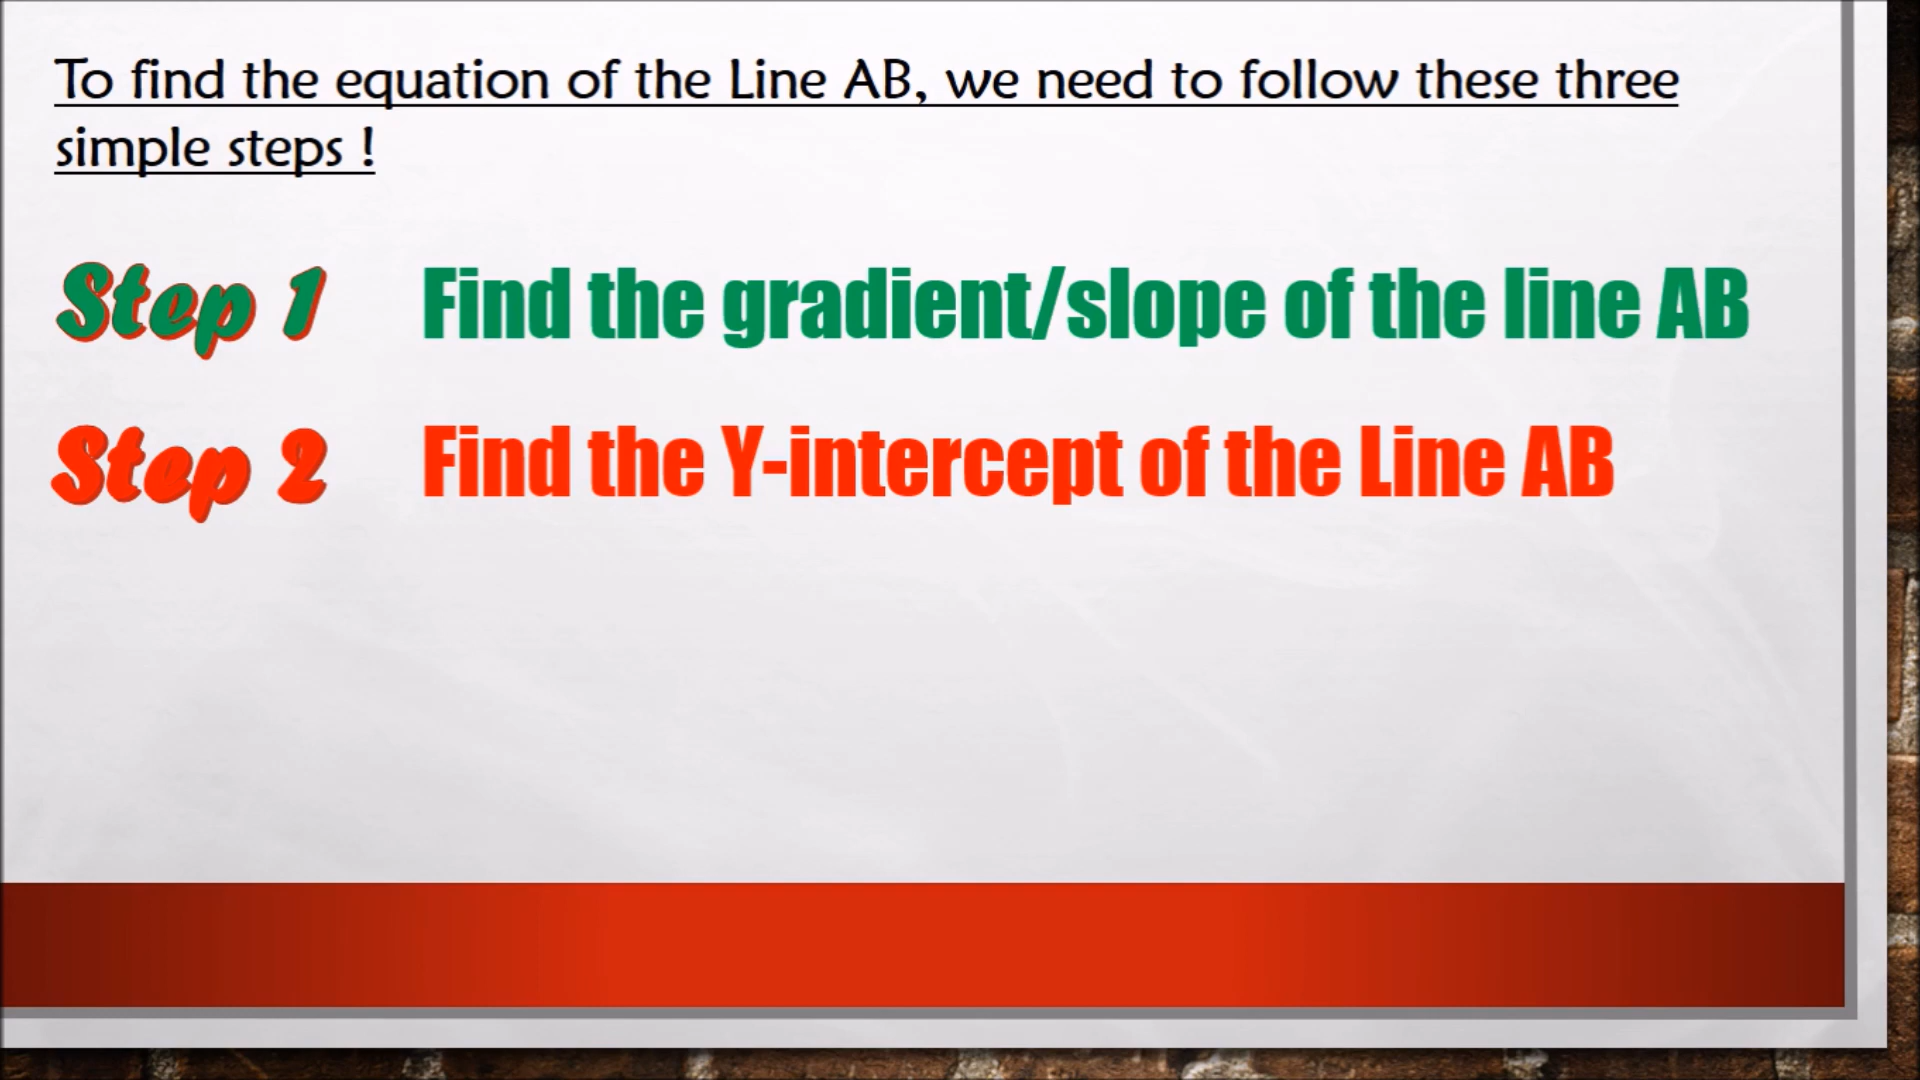 To find the equation of the Line AB, we need to follow these three
simple steps !
Step 1 Find the gradient/slope of the line AB
Step 2 Find the Y-intercept of the Line AB